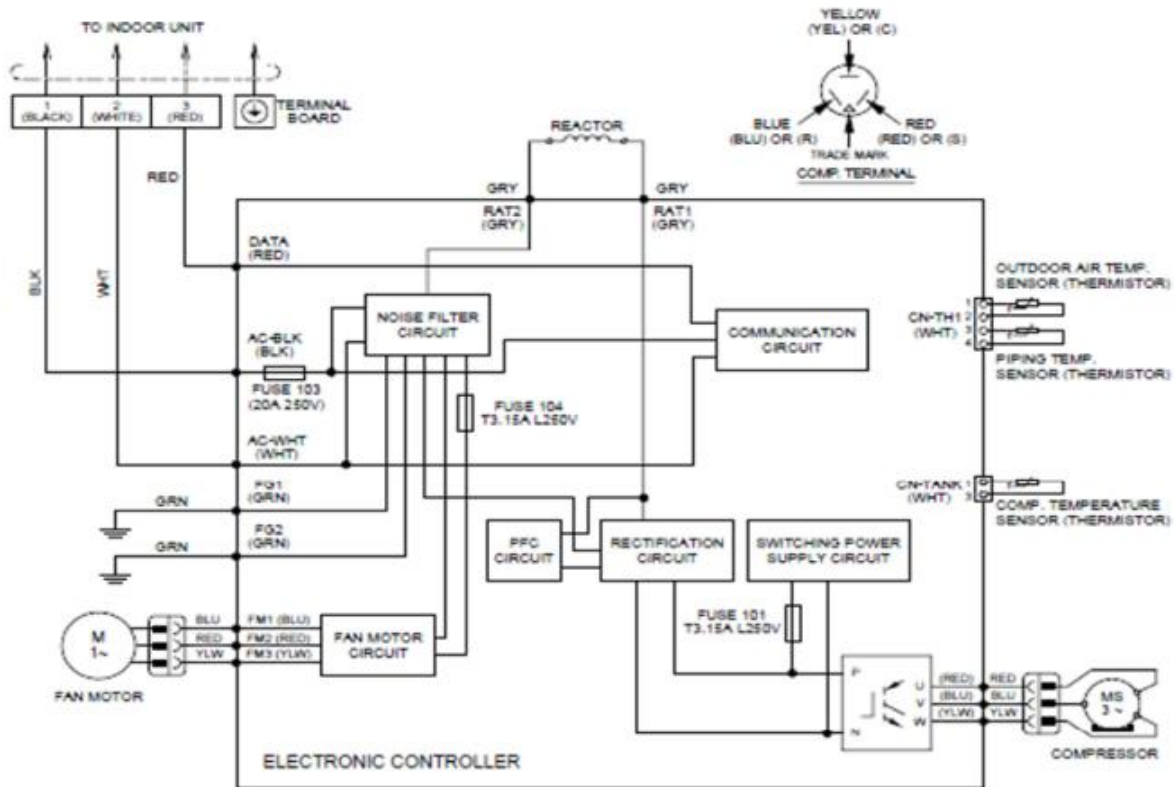 TO INDOOR UNIT
1
(BLACK)
2
(WHITE)
3
(RED)
TERMINAL
BOARD
YELLOW
(YEL) OR (C)
BLUE
(BLU) OR (R)
RED
(RED) OR (S)
TRADE MARK
COMP. TERMINAL
REACTOR
RED
GRY
GRY
RAT2
(GRY)
RAT1
(GRY)
DATA
(RED)
BLK
WHT
NOISE FILTER
CIRCUIT
COMMUNICATION
CIRCUIT
AC-BLK
(BLK)
FUSE 103
(20A 250V)
FUSE 104
T3.15A L250V
AC-WHT
(WHT)
OUTDOOR AIR TEMP.
SENSOR (THERMISTOR)
CN-TH1
(WHT)
1
2
3
4
PIPING TEMP.
SENSOR (THERMISTOR)
GRN
FG1
(GRN)
GRN
FG2
(GRN)
CN-TANK
(WHT)
1
3
COMP. TEMPERATURE
SENSOR (THERMISTOR)
PFC
CIRCUIT
RECTIFICATION
CIRCUIT
SWITCHING POWER
SUPPLY CIRCUIT
FUSE 101
T3.15A L250V
M
1~
FAN MOTOR
BLU
RED
YLW
FM1 (BLU)
FM2 (RED)
FM3 (YLW)
FAN MOTOR
CIRCUIT
P
N
U
V
W
(RED)
(BLU)
(YLW)
RED
BLU
YLW
MS
3 ~
COMPRESSOR
ELECTRONIC CONTROLLER